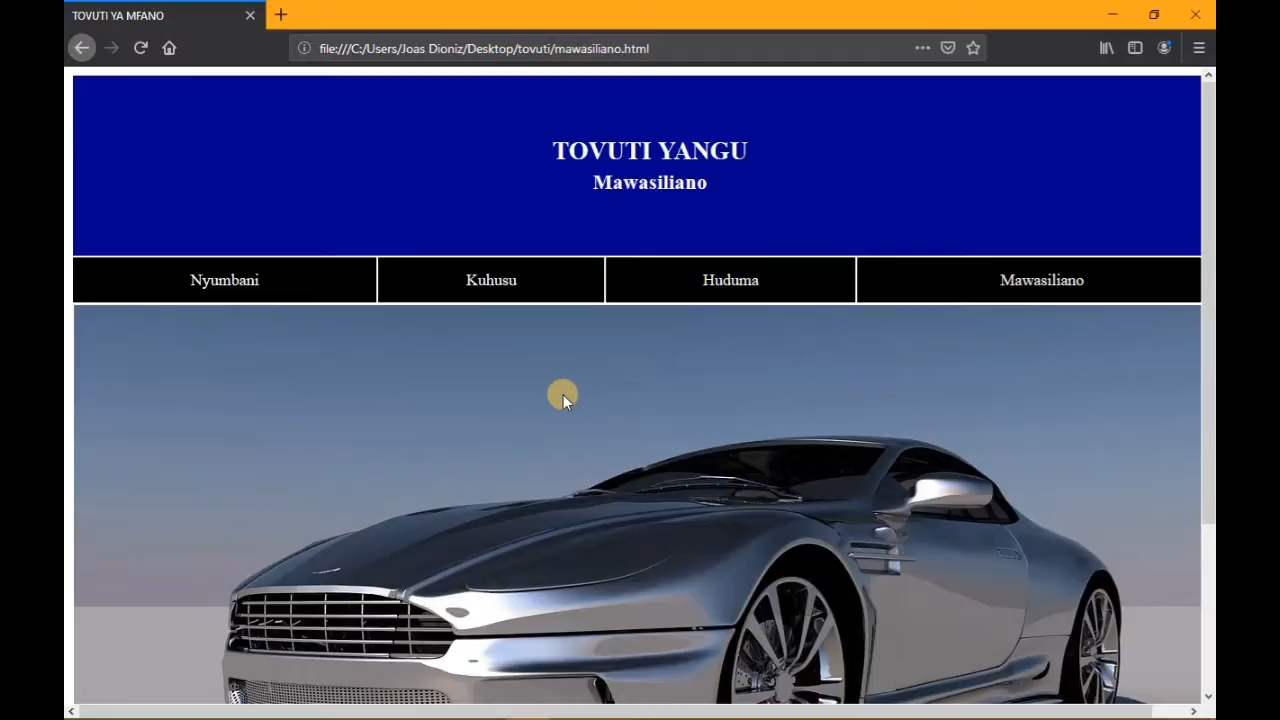 TOVUTI YA MFANO
file:///C:/Users/Joas Dioniz/Desktop/tovuti/mawasiliano.html
TOVUTI YANGU
Mawasiliano
Nyumbani Kuhusu Huduma Mawasiliano